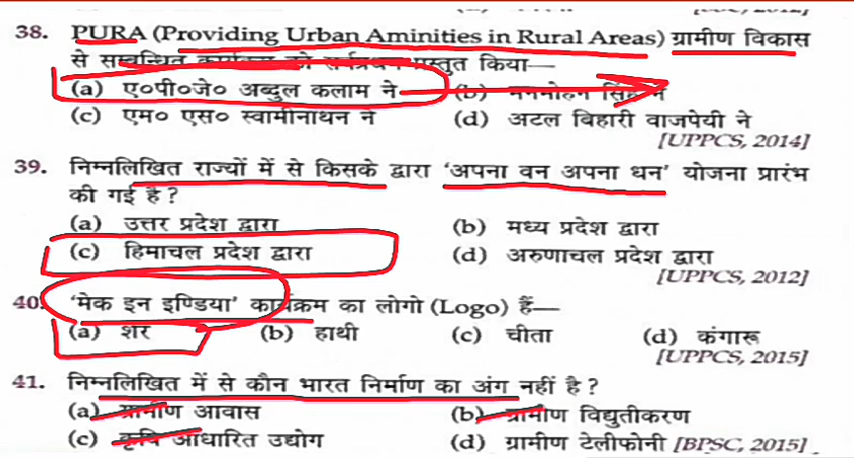 38. PURA (Providing Urban Aminities in Rural Areas) ग्रामीण विकास
से सम्बन्धित कार्यक्रम को सर्वप्रथम प्रस्तुत किया—
(a) ए०पी०जे० अब्दुल कलाम ने (b) मनमोहन सिंह ने
(c) एम० एस० स्वामीनाथन ने (d) अटल बिहारी वाजपेयी ने
[UPPCS, 2014]
39. निम्नलिखित राज्यों में से किसके द्वारा 'अपना वन अपना धन' योजना प्रारंभ
की गई है ?
(a) उत्तर प्रदेश द्वारा (b) मध्य प्रदेश द्वारा
(c) हिमाचल प्रदेश द्वारा (d) अरुणाचल प्रदेश द्वारा
[UPPCS, 2012]
40. 'मेक इन इण्डिया' कार्यक्रम का लोगो (Logo) हैं—
(a) शेर (b) हाथी (c) चीता (d) कंगारू
[UPPCS, 2015]
41. निम्नलिखित में से कौन भारत निर्माण का अंग नहीं है ?
(a) ग्रामीण आवास (b) ग्रामीण विद्युतीकरण
(c) कृषि आधारित उद्योग (d) ग्रामीण टेलीफोनी [BPSC, 2015]